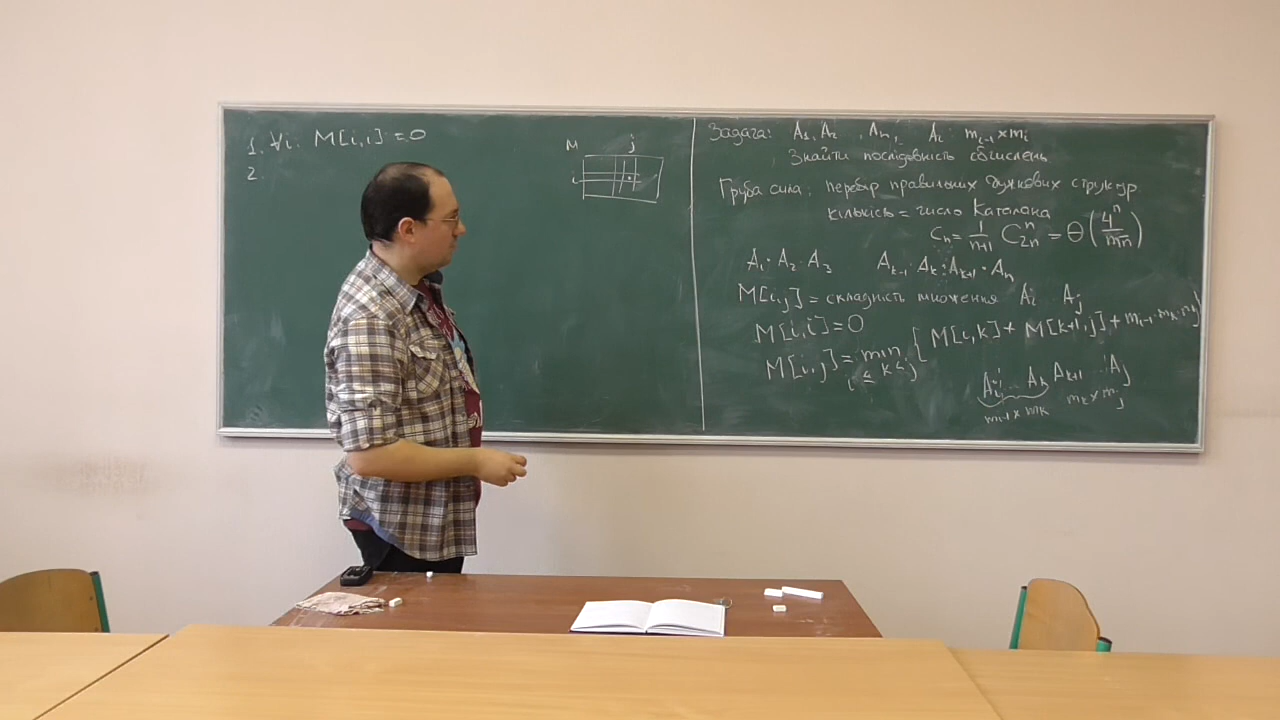 1. ∀i: M[i,i] = 0
2.
M j
i
Задача: A₁, A₂ , Aₙ, Aᵢ: mᵢ₋₁×mᵢ
Знайти послідовність обчислень
Груба сила: перебір правильних дужкових структур.
кількість = число Каталана
Cₙ = 1/(n+1) C₂ₙⁿ = Θ(4ⁿ/
A₁·A₂·A₃ Aₖ₋₁·Aₖ·Aₖ₊₁·Aₙ
M[i,j] = складність множення Aᵢ Aⱼ
M[i,i] = 0
M[i,j] = min { M[i,k] + M[k+1,j] + mᵢ₋₁·mₖ·
i ≤ k < j
Aᵢ ... Aₖ Aₖ₊₁ ... Aⱼ
mᵢ₋₁×mₖ mₖ×mⱼ